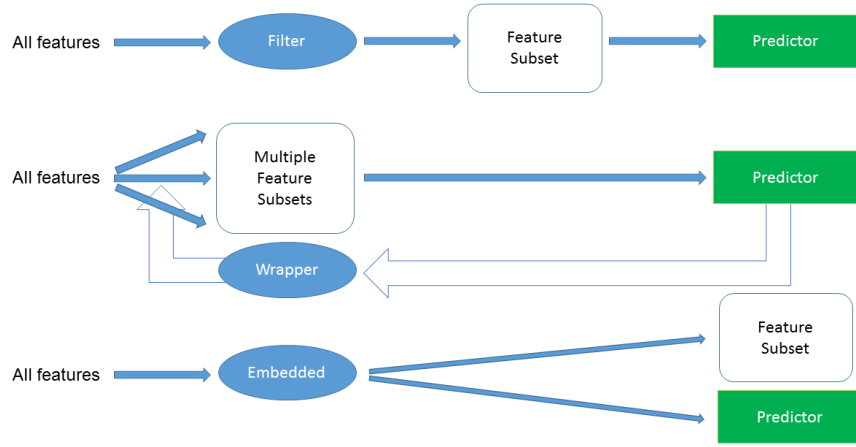 All features
Filter
Feature
Subset
Predictor
All features
Multiple
Feature
Subsets
Predictor
Wrapper
All features
Embedded
Feature
Subset
Predictor